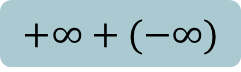 +∞ + (−∞)